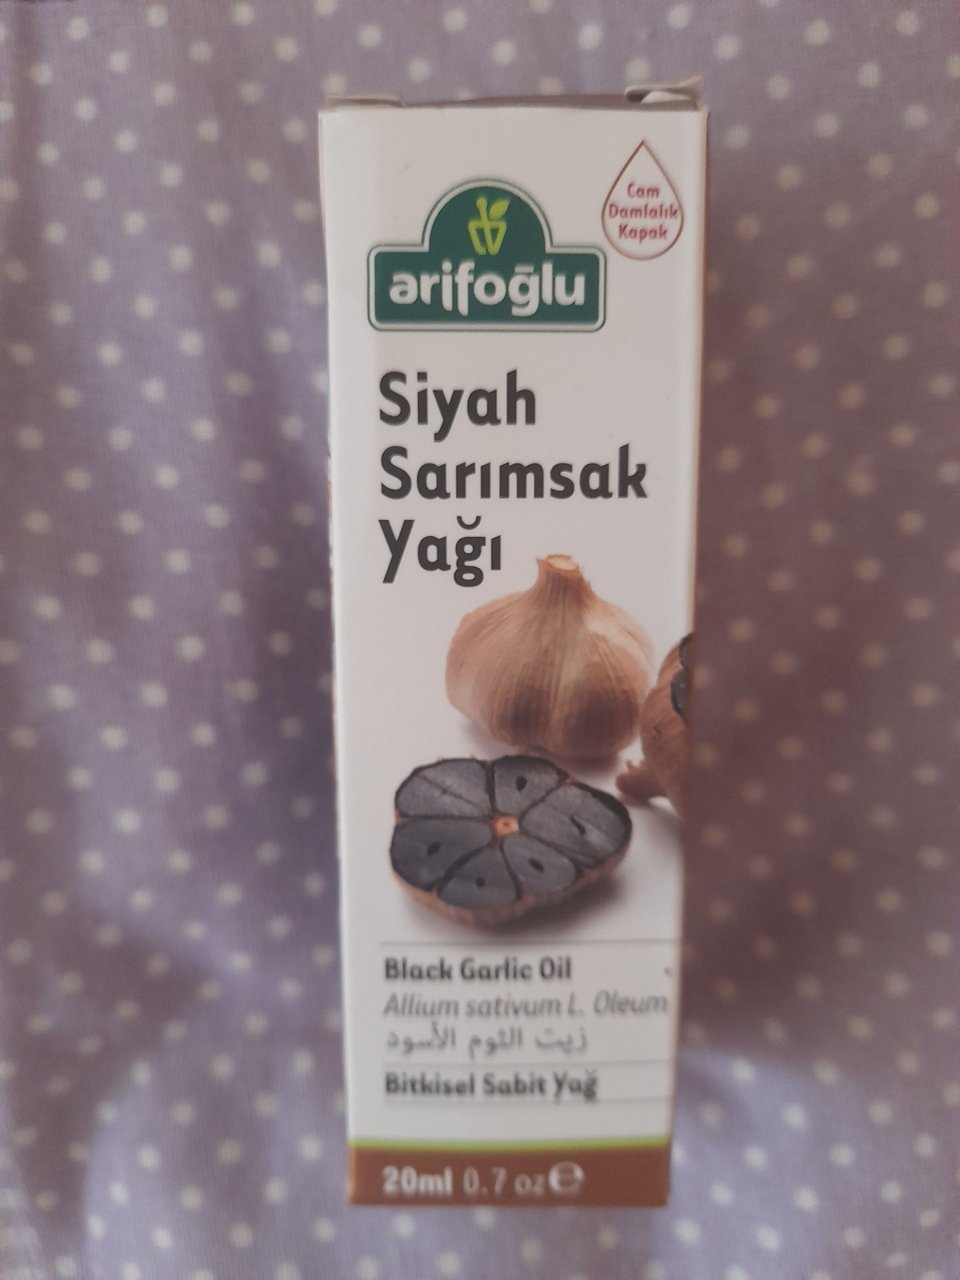 Cam
Damlalık
Kapak
arifoğlu
Siyah
Sarımsak
Yağı
Black Garlic Oil
Allium sativum L. Oleum
زيت الثوم الأسود
Bitkisel Sabit Yağ
20ml 0.7 oz ℮